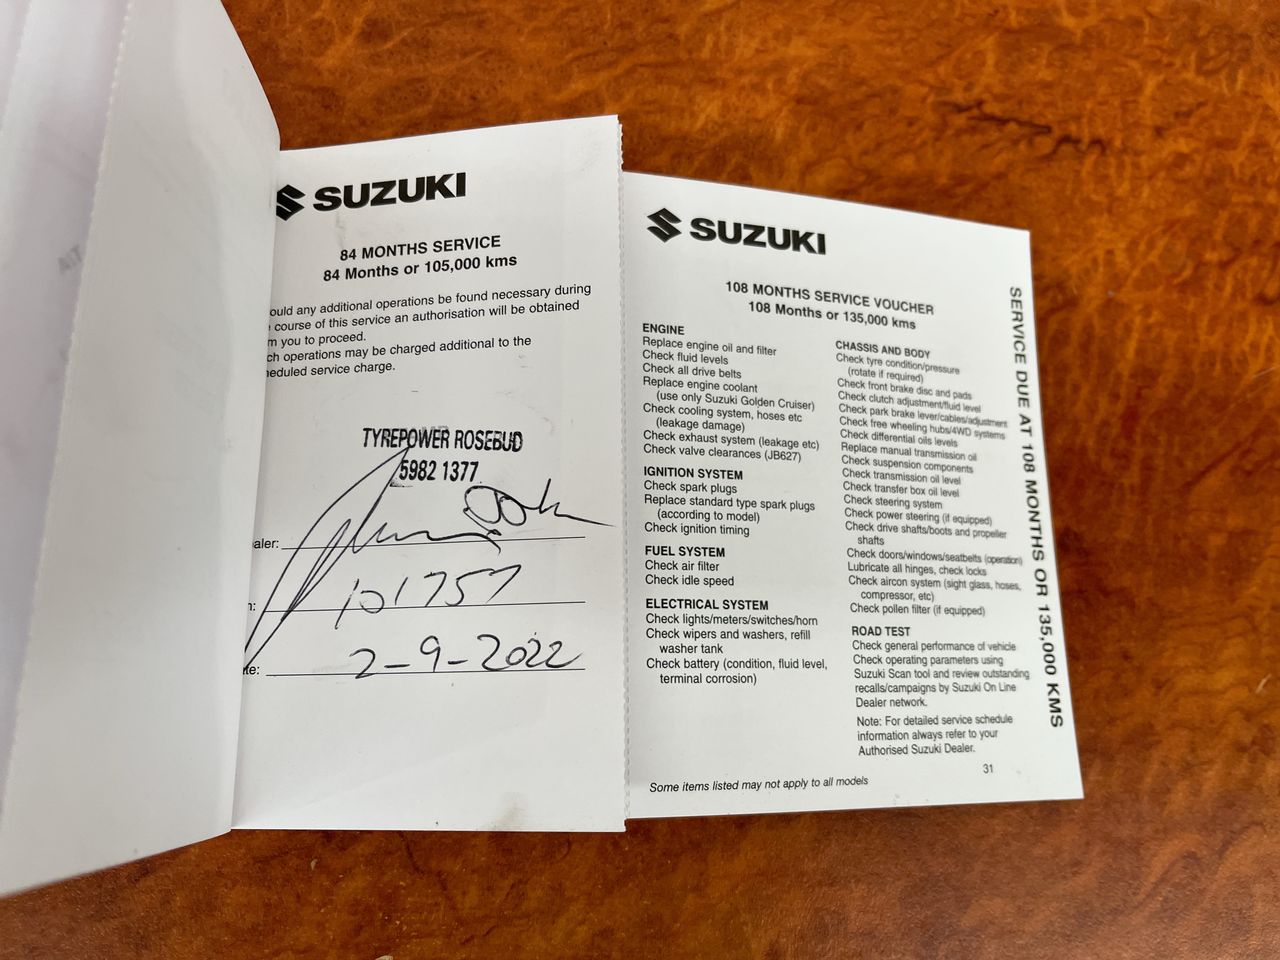 SUZUKI
84 MONTHS SERVICE
84 Months or 105,000 kms
ould any additional operations be found necessary during
course of this service an authorisation will be obtained
m you to proceed.
ch operations may be charged additional to the
eduled service charge.
TYREPOWER ROSEBUD
5982 1377
aler:
101757
te: 2-9-2022
SUZUKI
108 MONTHS SERVICE VOUCHER
108 Months or 135,000 kms
ENGINE
Replace engine oil and filter
Check fluid levels
Check all drive belts
Replace engine coolant
(use only Suzuki Golden Cruiser)
Check cooling system, hoses etc
(leakage damage)
Check exhaust system (leakage etc)
Check valve clearances (JB627)
IGNITION SYSTEM
Check spark plugs
Replace standard type spark plugs
(according to model)
Check ignition timing
FUEL SYSTEM
Check air filter
Check idle speed
ELECTRICAL SYSTEM
Check lights/meters/switches/horn
Check wipers and washers, refill
washer tank
Check battery (condition, fluid level,
terminal corrosion)
CHASSIS AND BODY
Check tyre condition/pressure
(rotate if required)
Check front brake disc and pads
Check clutch adjustment/fluid level
Check park brake lever/cables/adjustment
Check free wheeling hubs/4WD systems
Check differential oils levels
Replace manual transmission oil
Check suspension components
Check transmission oil level
Check transfer box oil level
Check steering system
Check power steering (if equipped)
Check drive shafts/boots and propeller
shafts
Check doors/windows/seatbelts (operation)
Lubricate all hinges, check locks
Check aircon system (sight glass, hoses,
compressor, etc)
Check pollen filter (if equipped)
ROAD TEST
Check general performance of vehicle
Check operating parameters using
Suzuki Scan tool and review outstanding
recalls/campaigns by Suzuki On Line
Dealer network.
Note: For detailed service schedule
information always refer to your
Authorised Suzuki Dealer.
31
Some items listed may not apply to all models
SERVICE DUE AT 108 MONTHS OR 135,000 KMS